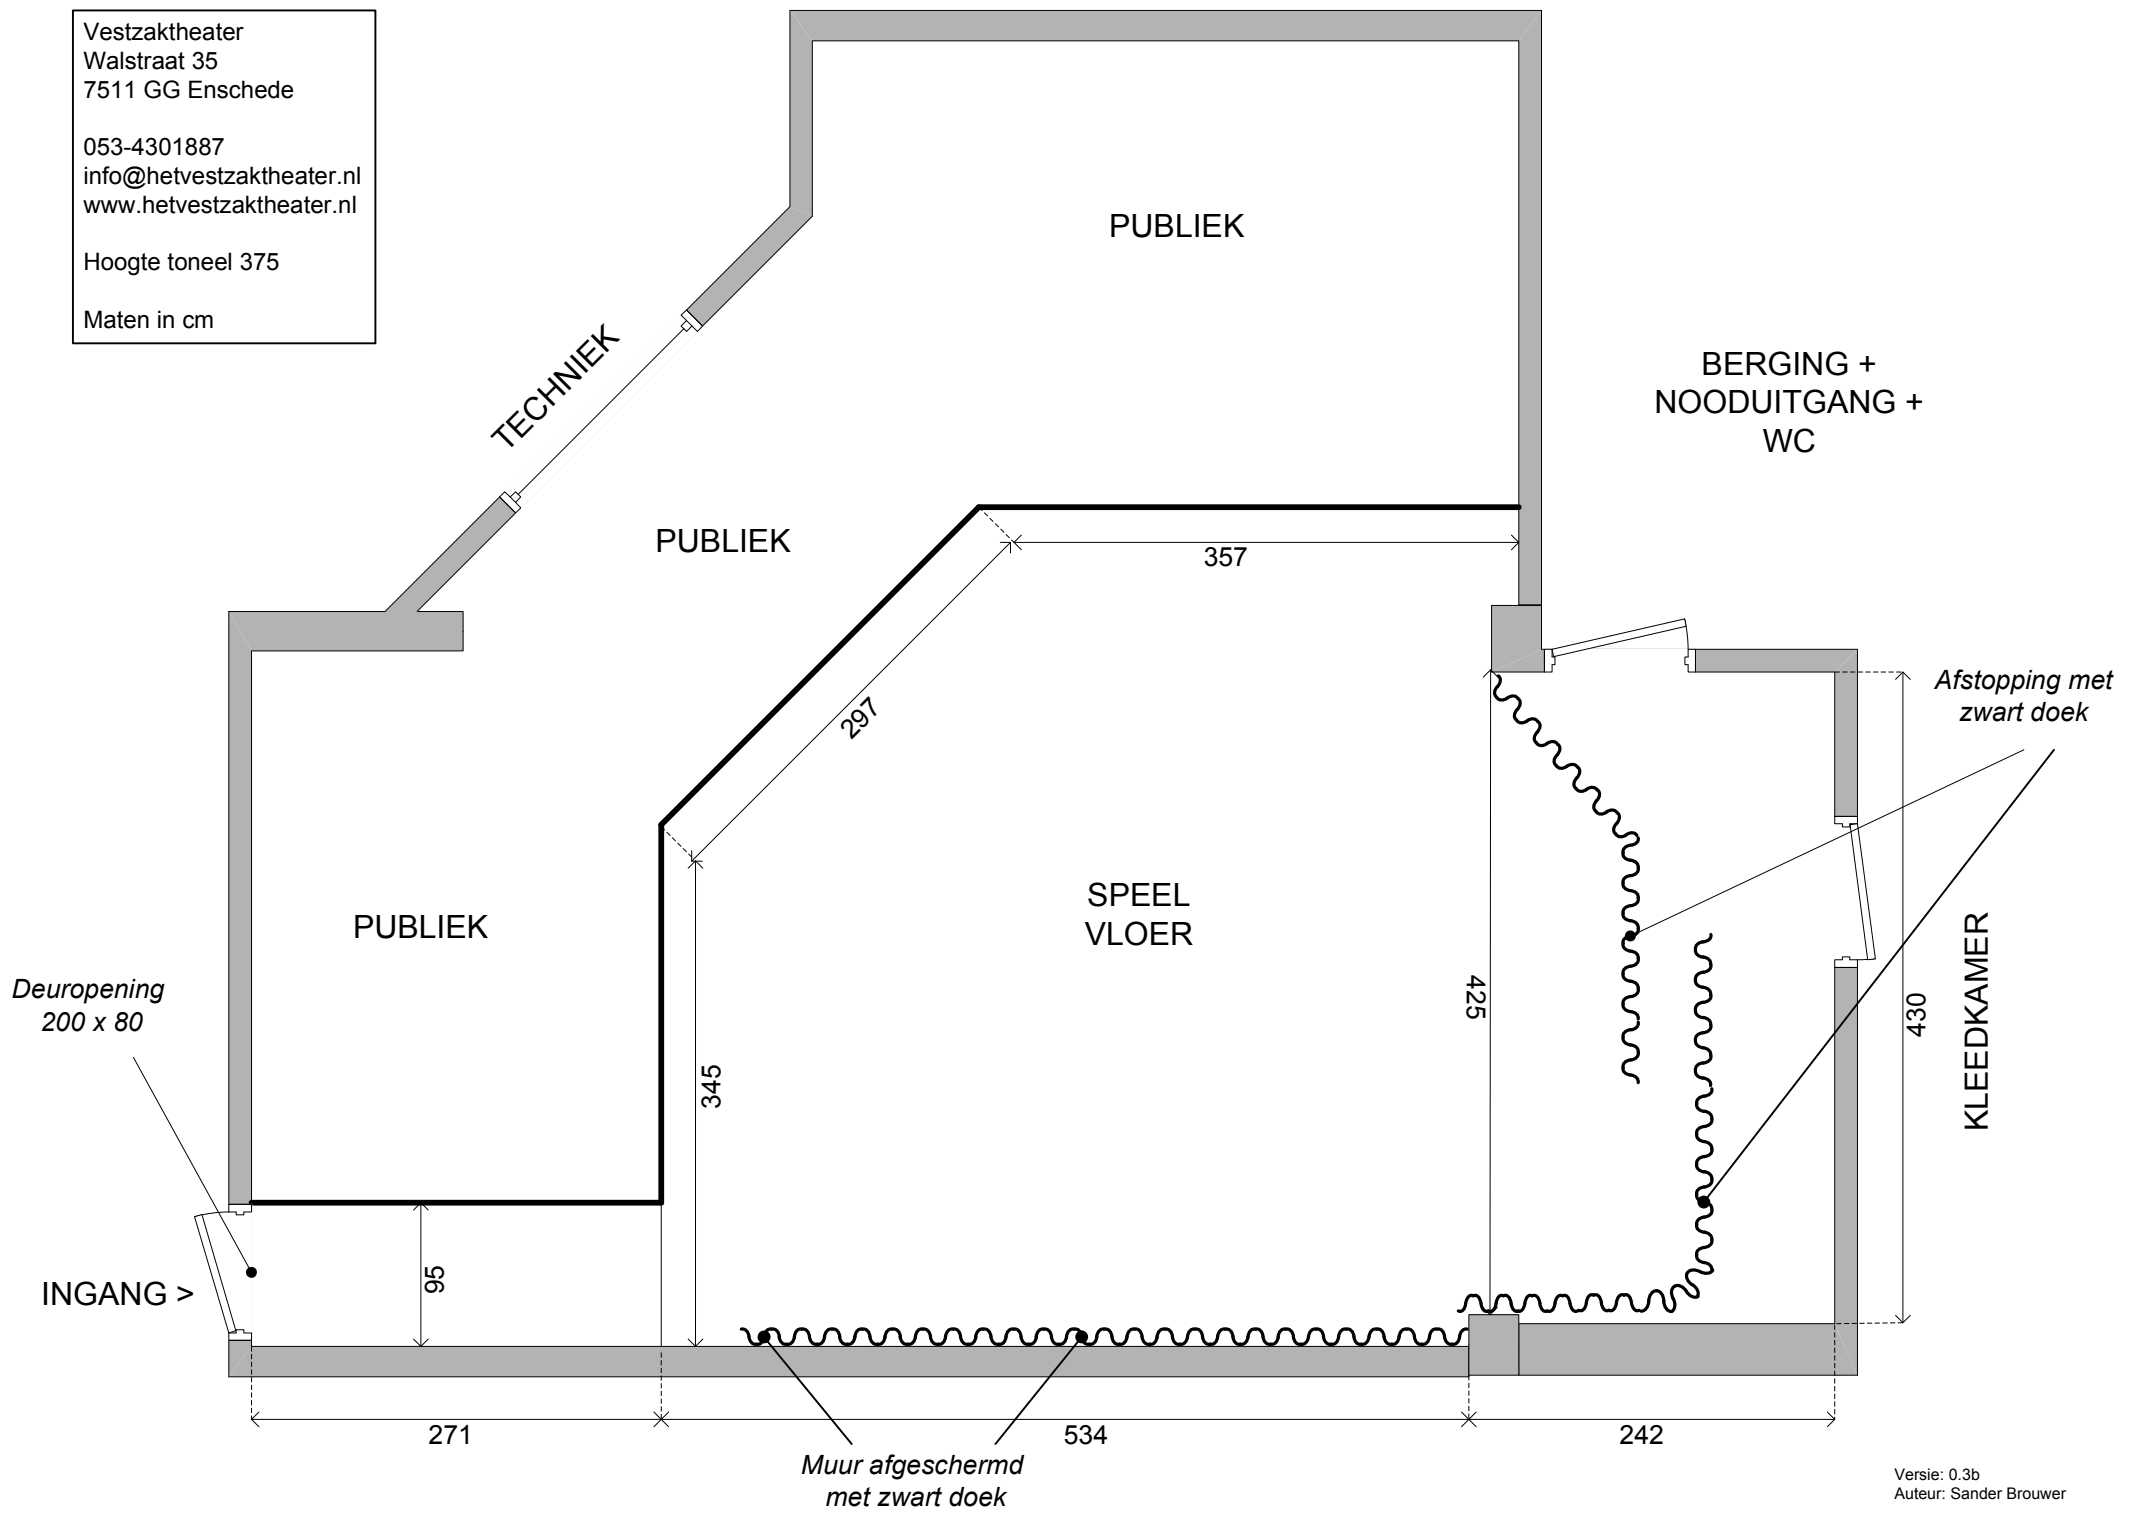 Vestzaktheater
Walstraat 35
7511 GG Enschede
053-4301887
info@hetvestzaktheater.nl
www.hetvestzaktheater.nl
Hoogte toneel 375
Maten in cm
PUBLIEK
TECHNIEK
BERGING +
NOODUITGANG +
WC
PUBLIEK
357
297
Afstopping met
zwart doek
SPEEL
VLOER
PUBLIEK
Deuropening
200 x 80
425
430
KLEEDKAMER
345
95
INGANG >
271
534
242
Muur afgeschermd
met zwart doek
Versie: 0.3b
Auteur: Sander Brouwer